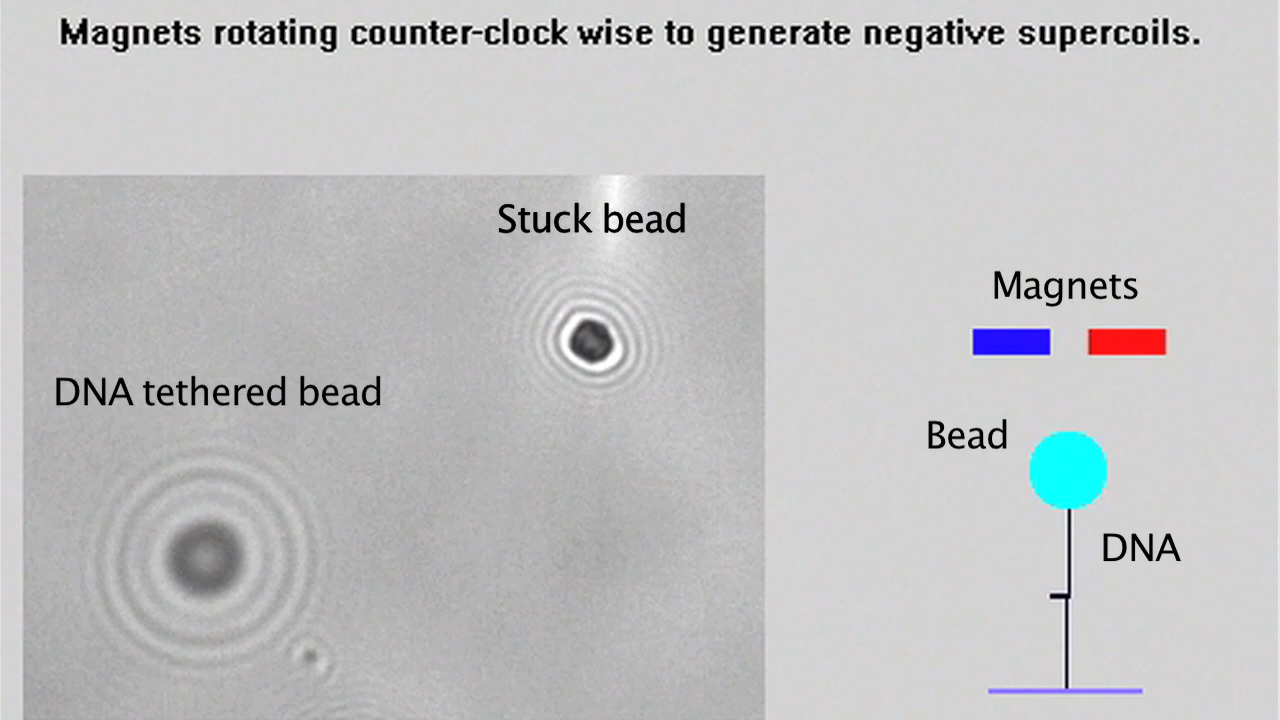 Magnets rotating counter-clock wise to generate negative supercoils.
Stuck bead
DNA tethered bead
Magnets
Bead
DNA